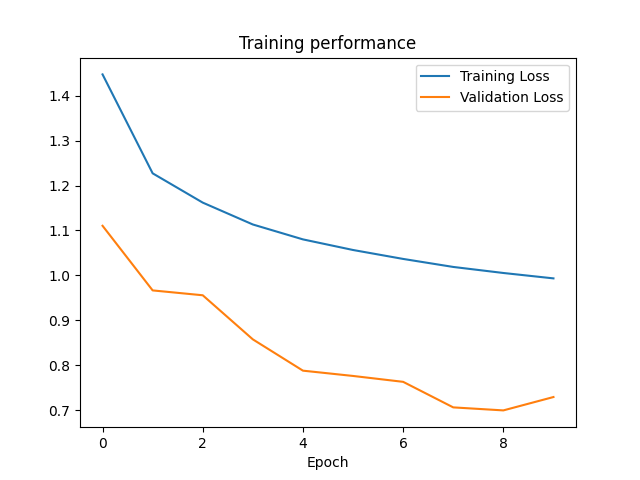 Training performance
Training Loss
Validation Loss
1.4
1.3
1.2
1.1
1.0
0.9
0.8
0.7
0 2 4 6 8
Epoch